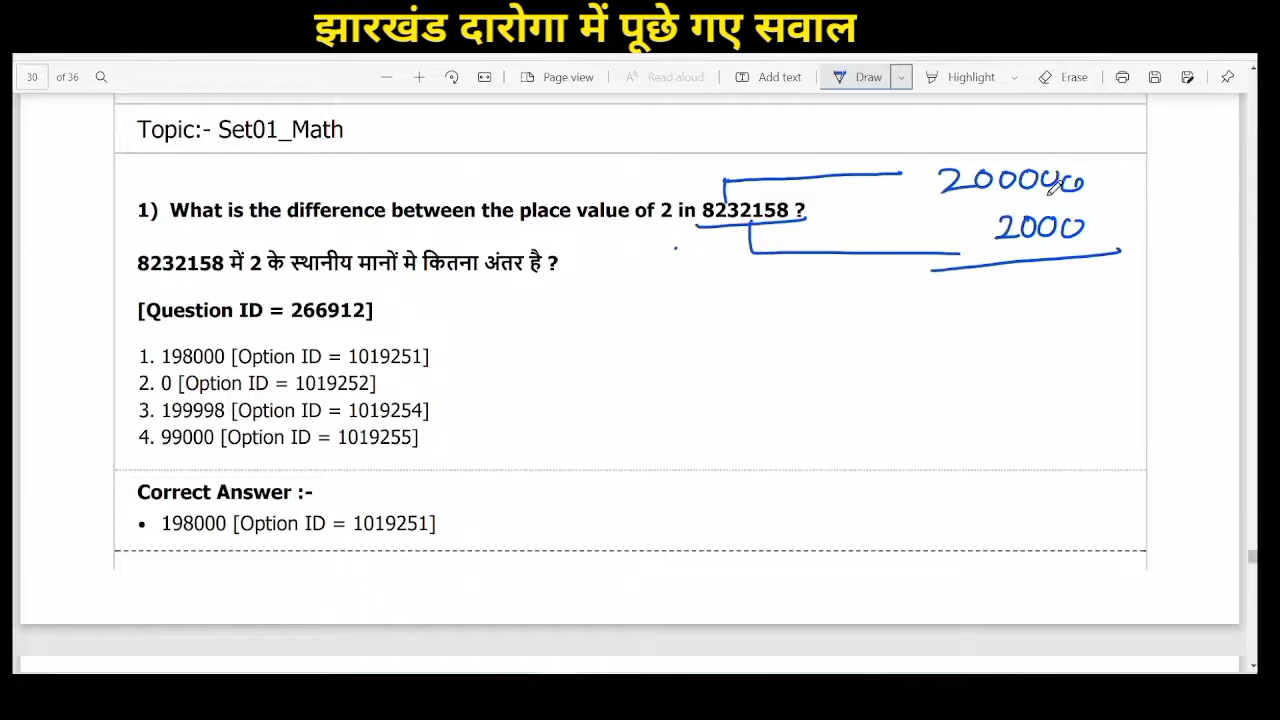 झारखंड दारोगा में पूछे गए सवाल
30 of 36 Page view Read aloud Add text Draw Highlight Erase
Topic:- Set01_Math
200000
1) What is the difference between the place value of 2 in 8232158 ?
2000
8232158 में 2 के स्थानीय मानों मे कितना अंतर है ?
[Question ID = 266912]
1. 198000 [Option ID = 1019251]
2. 0 [Option ID = 1019252]
3. 199998 [Option ID = 1019254]
4. 99000 [Option ID = 1019255]
Correct Answer :-
• 198000 [Option ID = 1019251]